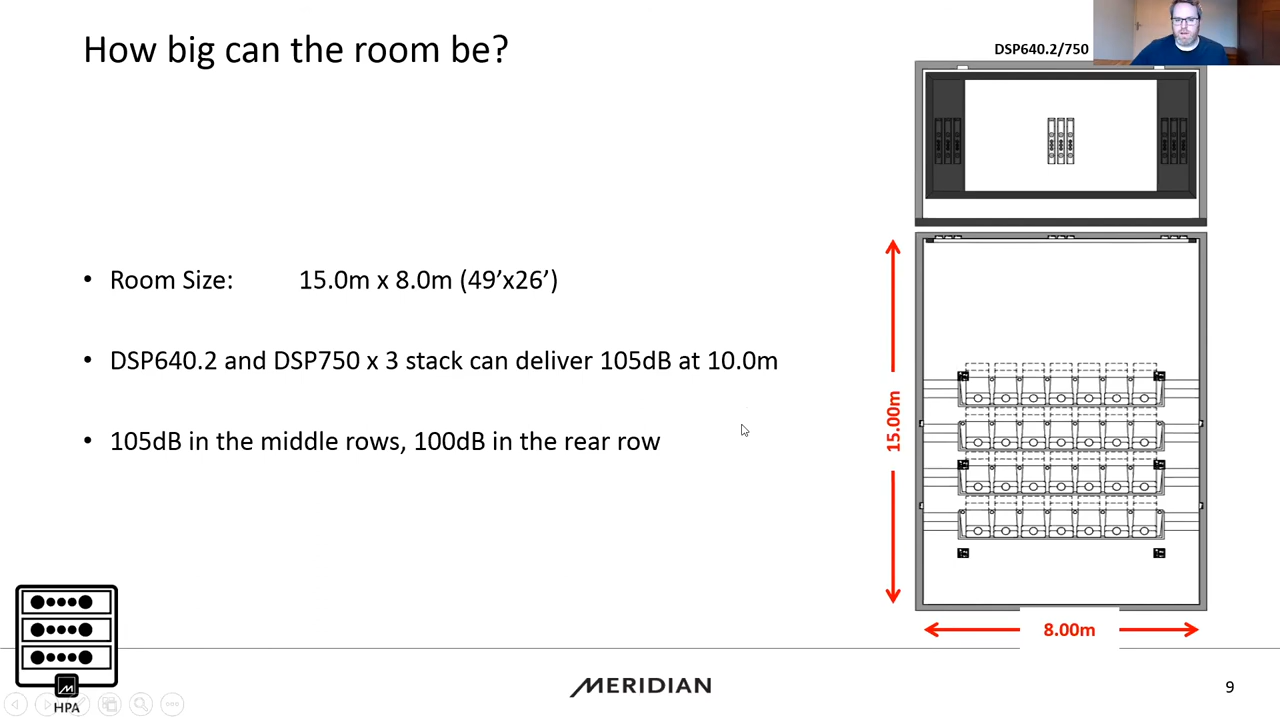 How big can the room be?
DSP640.2/750
• Room Size: 15.0m x 8.0m (49’x26’)
• DSP640.2 and DSP750 x 3 stack can deliver 105dB at 10.0m
• 105dB in the middle rows, 100dB in the rear row
15.00m
8.00m
HPA
MERIDIAN
9